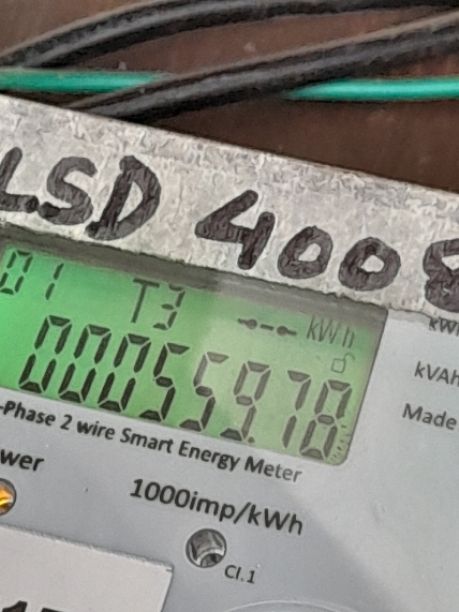 LSD 4008
01 T3 kWh
00055978
kW
kVAh
Made
-Phase 2 wire Smart Energy Meter
wer
1000imp/kWh
Cl.1